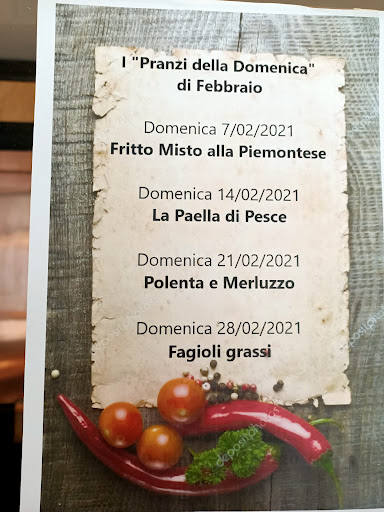 I "Pranzi della Domenica"
di Febbraio
Domenica 7/02/2021
Fritto Misto alla Piemontese
Domenica 14/02/2021
La Paella di Pesce
Domenica 21/02/2021
Polenta e Merluzzo
Domenica 28/02/2021
Fagioli grassi
depositphotos